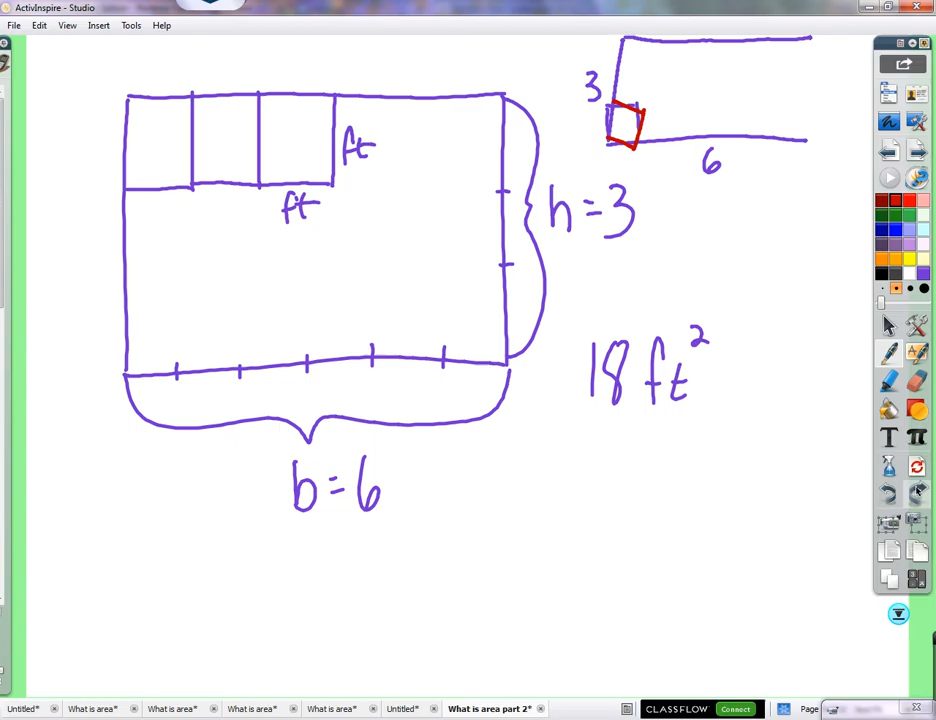 ActivInspire - Studio
File Edit View Insert Tools Help
3
ft
6
ft
h = 3
18 ft²
b = 6
Untitled* What is area* What is area* What is area* What is area* Untitled* What is area part 2* CLASSFLOW Connect Page